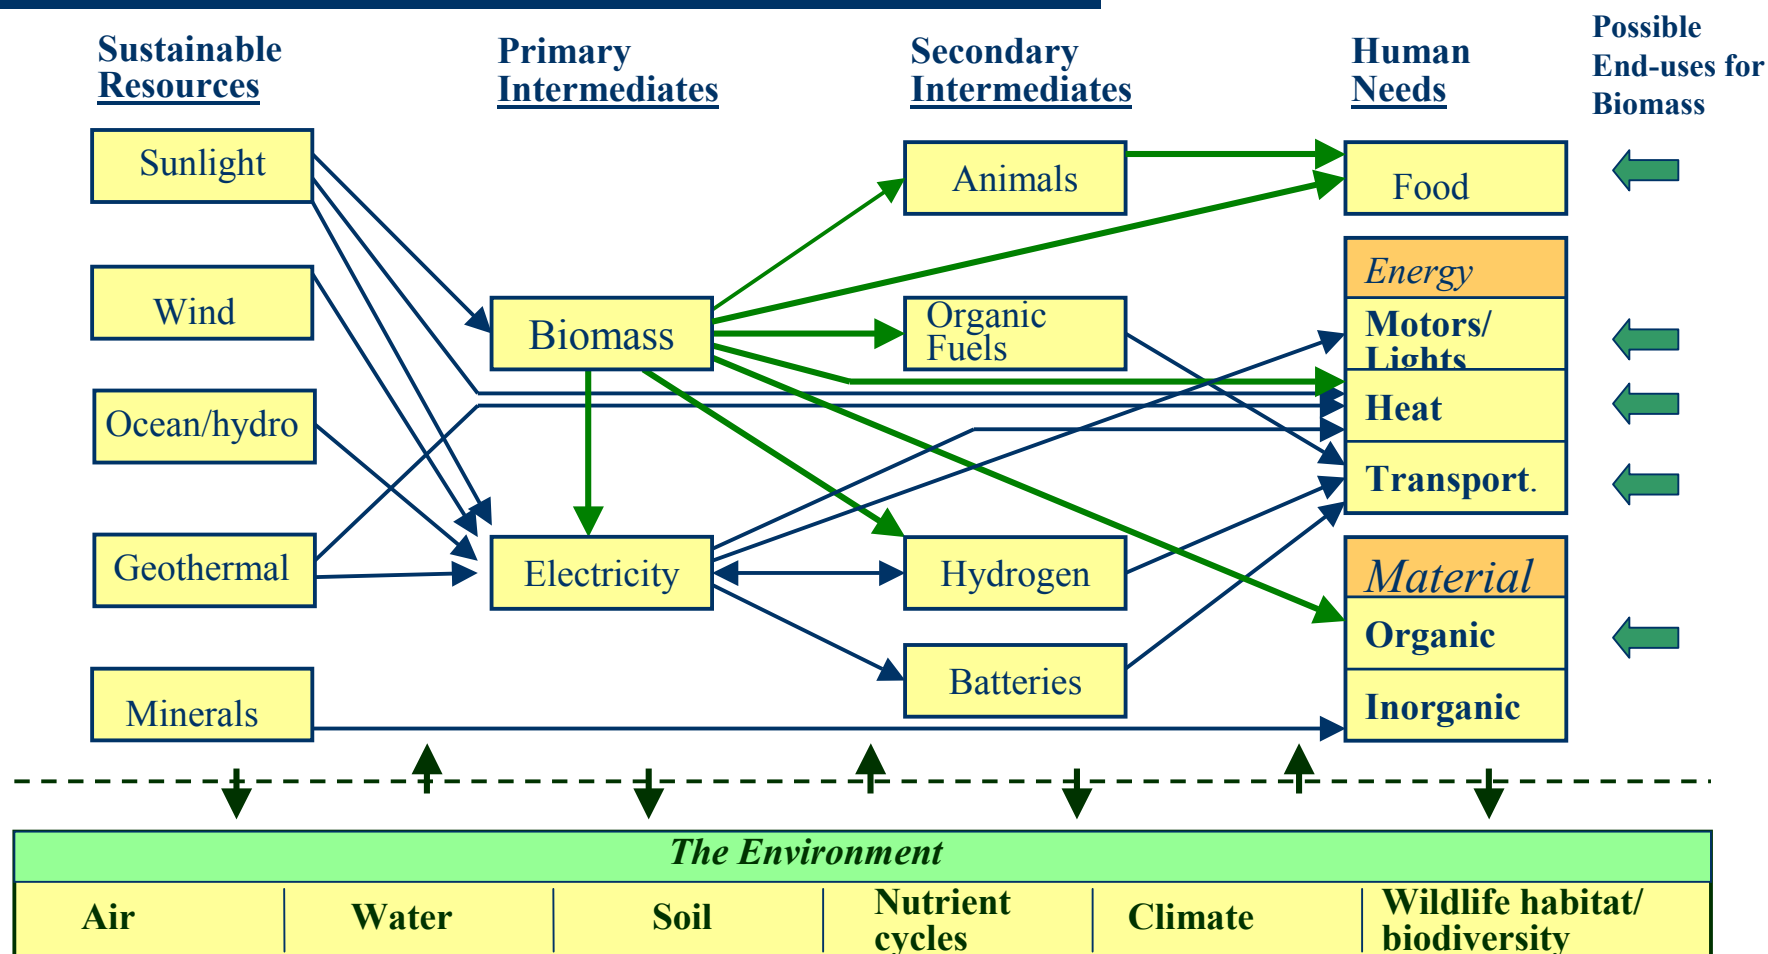 Sustainable
Resources
Primary
Intermediates
Secondary
Intermediates
Human
Needs
Possible
End-uses for
Biomass
Sunlight
Wind
Ocean/hydro
Geothermal
Minerals
Biomass
Electricity
Animals
Organic
Fuels
Hydrogen
Batteries
Food
Energy
Motors/
Lights
Heat
Transport.
Material
Organic
Inorganic
The Environment
Air
Water
Soil
Nutrient
cycles
Climate
Wildlife habitat/
biodiversity